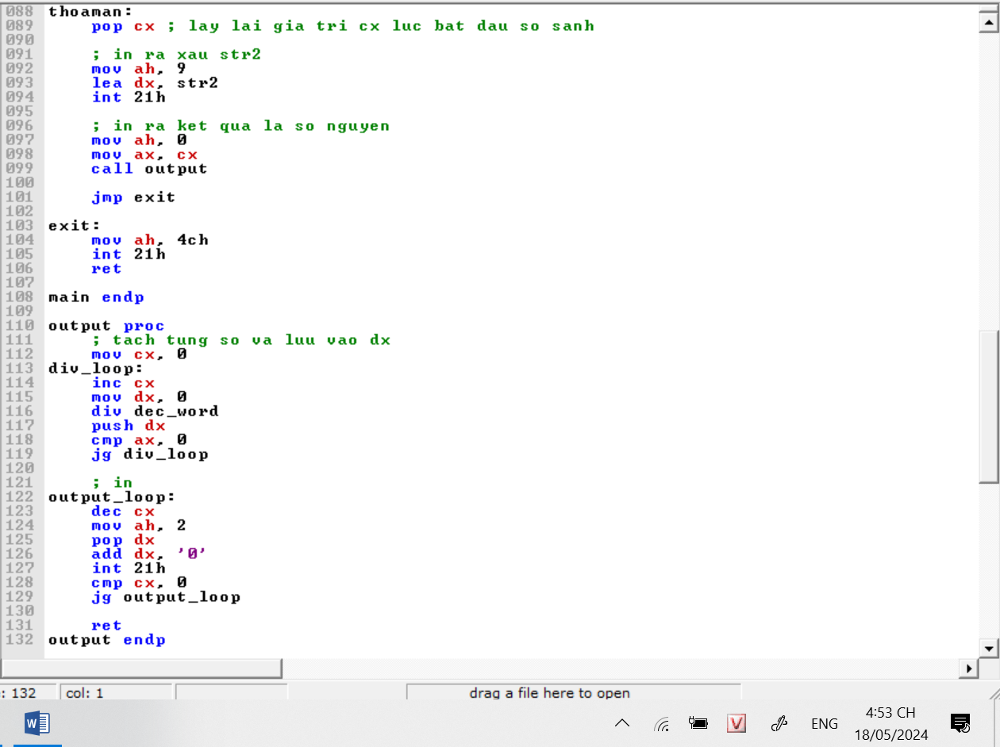 088 thoaman:
089 pop cx ; lay lai gia tri cx luc bat dau so sanh
090
091 ; in ra xau str2
092 mov ah, 9
093 lea dx, str2
094 int 21h
095
096 ; in ra ket qua la so nguyen
097 mov ah, 0
098 mov ax, cx
099 call output
100
101 jmp exit
102
103 exit:
104 mov ah, 4ch
105 int 21h
106 ret
107
108 main endp
109
110 output proc
111 ; tach tung so va luu vao dx
112 mov cx, 0
113 div_loop:
114 inc cx
115 mov dx, 0
116 div dec_word
117 push dx
118 cmp ax, 0
119 jg div_loop
120
121 ; in
122 output_loop:
123 dec cx
124 mov ah, 2
125 pop dx
126 add dx, '0'
127 int 21h
128 cmp cx, 0
129 jg output_loop
130
131 ret
132 output endp
: 132 col: 1 drag a file here to open
W V ENG 4:53 CH
18/05/2024